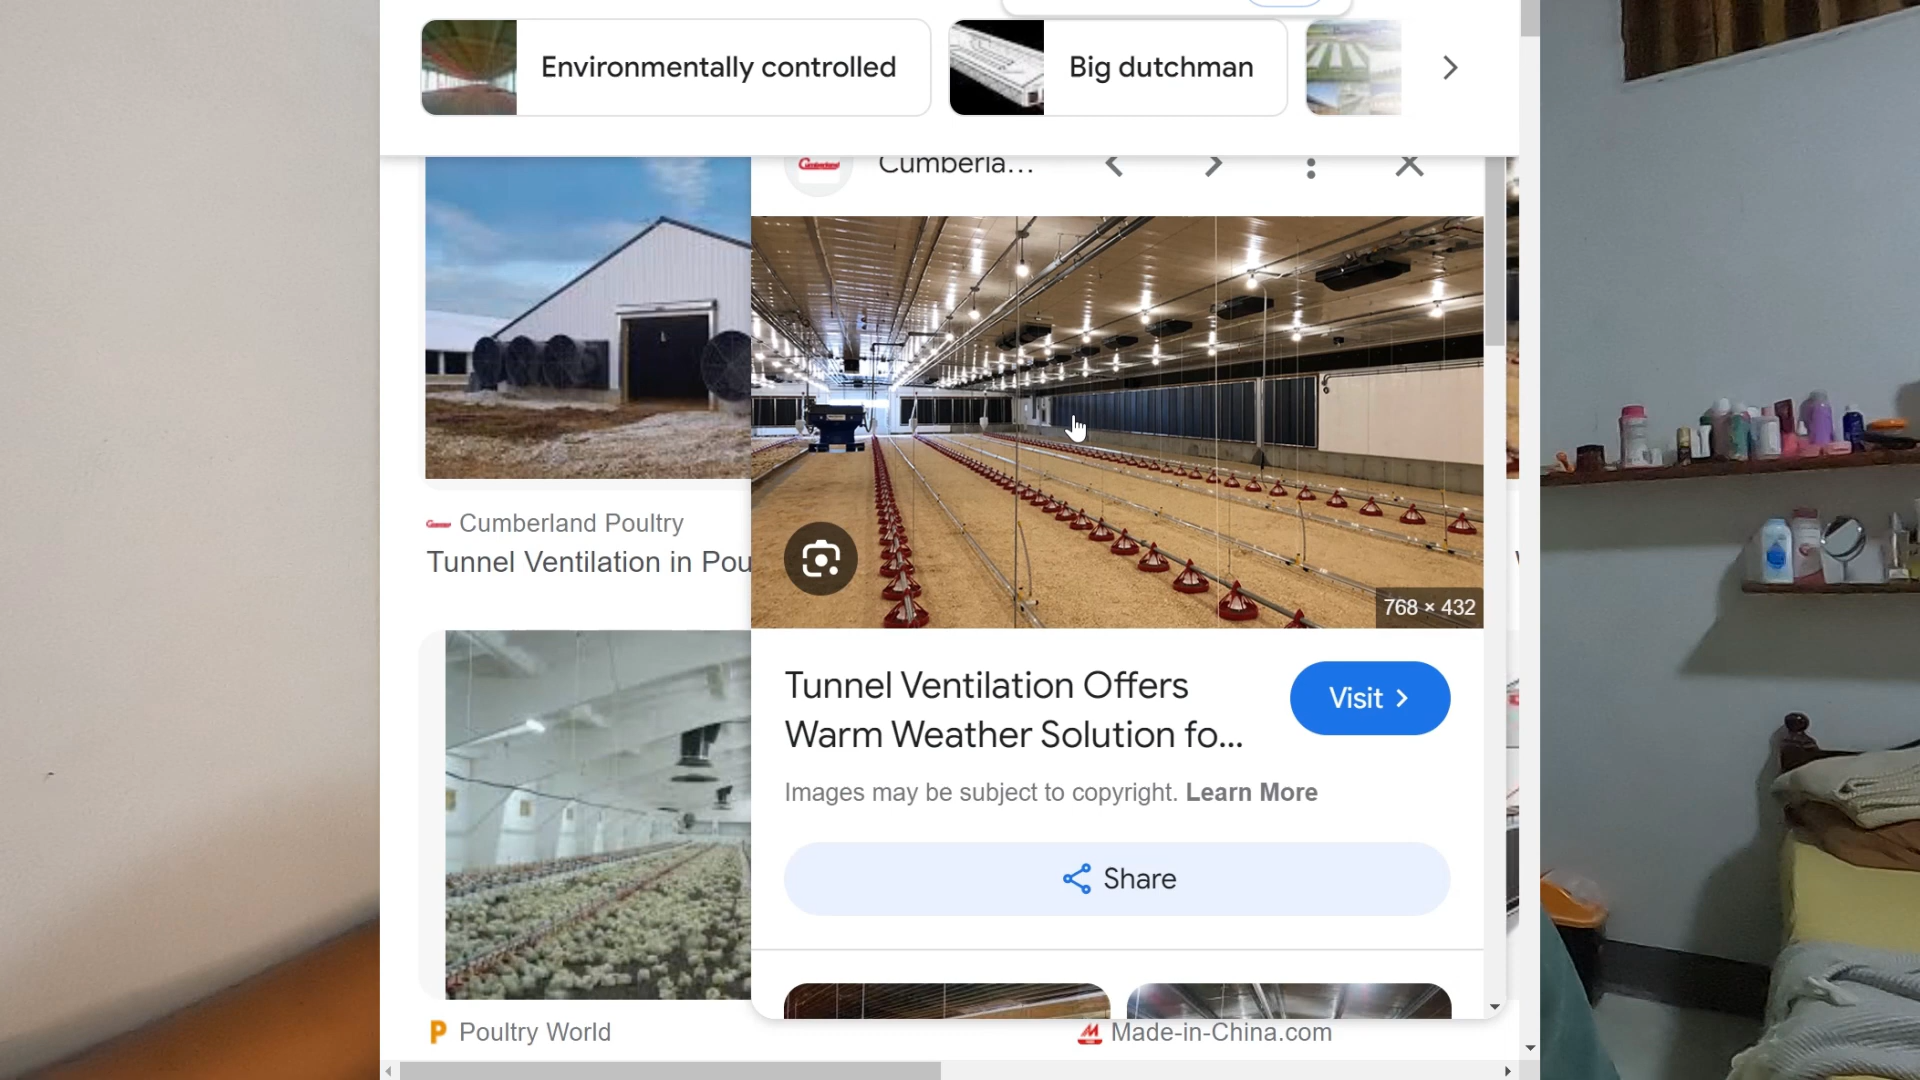 Environmentally controlled
Big dutchman
Cumberla...
Cumberland Poultry
Tunnel Ventilation in Pou
768 × 432
Tunnel Ventilation Offers
Warm Weather Solution fo...
Visit
Images may be subject to copyright. Learn More
Share
Poultry World
Made-in-China.com